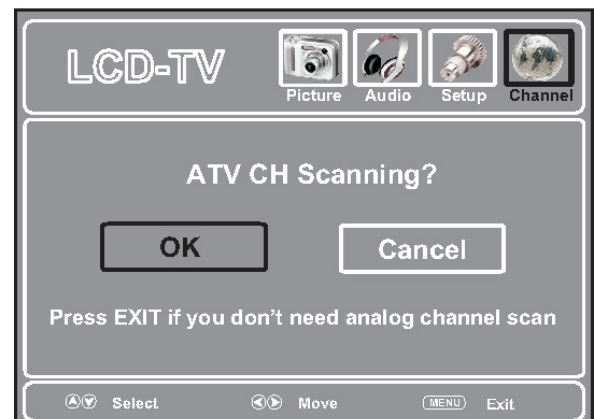 LCD-TV
Picture Audio Setup Channel
ATV CH Scanning?
OK Cancel
Press EXIT if you don't need analog channel scan
Select Move MENU Exit